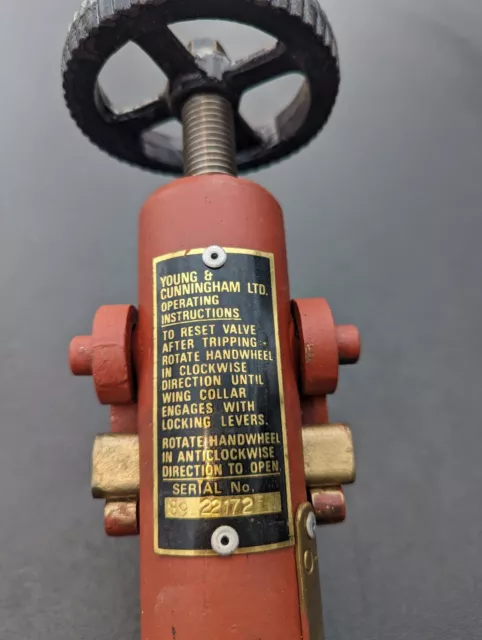 YOUNG &
CUNNINGHAM LTD.
OPERATING
INSTRUCTIONS
TO RESET VALVE
AFTER TRIPPING -
ROTATE HANDWHEEL
IN CLOCKWISE
DIRECTION UNTIL
WING COLLAR
ENGAGES WITH
LOCKING LEVERS.
ROTATE HANDWHEEL
IN ANTICLOCKWISE
DIRECTION TO OPEN.
SERIAL No.
89 22172